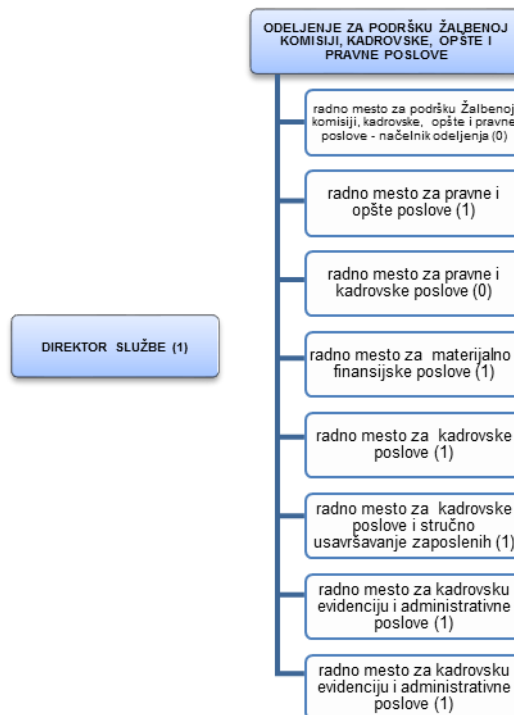 ODELJENJE ZA PODRŠKU ŽALBENOJ
KOMISIJI, KADROVSKE, OPŠTE I
PRAVNE POSLOVE
radno mesto za podršku Žalbenoj
komisiji, kadrovske, opšte i pravne
poslove - načelnik odeljenja (0)
radno mesto za pravne i
opšte poslove (1)
radno mesto za pravne i
kadrovske poslove (0)
DIREKTOR SLUŽBE (1)
radno mesto za materijalno
finansijske poslove (1)
radno mesto za kadrovske
poslove (1)
radno mesto za kadrovske
poslove i stručno
usavršavanje zaposlenih (1)
radno mesto za kadrovsku
evidenciju i administrativne
poslove (1)
radno mesto za kadrovsku
evidenciju i administrativne
poslove (1)